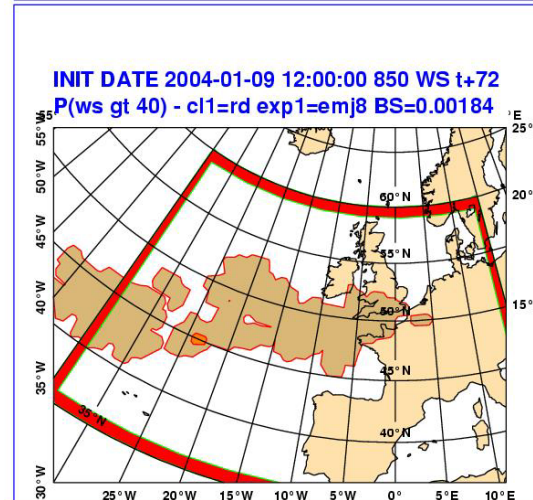 INIT DATE 2004-01-09 12:00:00 850 WS t+72
P(ws gt 40) - cl1=rd exp1=emj8 BS=0.00184
55°W
50°W
45°W
40°W
35°W
30°W
25°W
20°W
15°W
10°W
5°W
0°
5°E
10°E
15°
20°
25°
°E
60°N
55°N
50°N
45°N
40°N
35°N